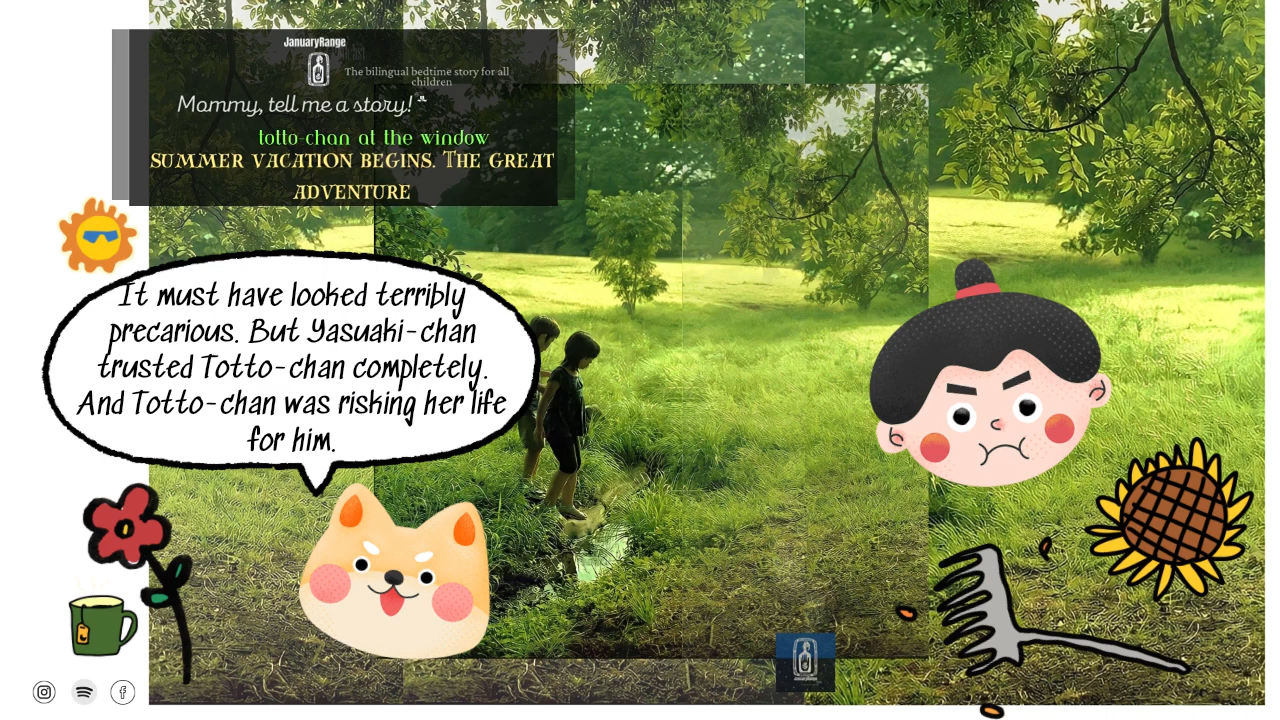 JanuaryRange
The bilingual bedtime story for all
children
Mommy, tell me a story!
totto-chan at the window
SUMMER VACATION BEGINS. THE GREAT
ADVENTURE
It must have looked terribly
precarious. But Yasuaki-chan
trusted Totto-chan completely.
And Totto-chan was risking her life
for him.
JanuaryRange